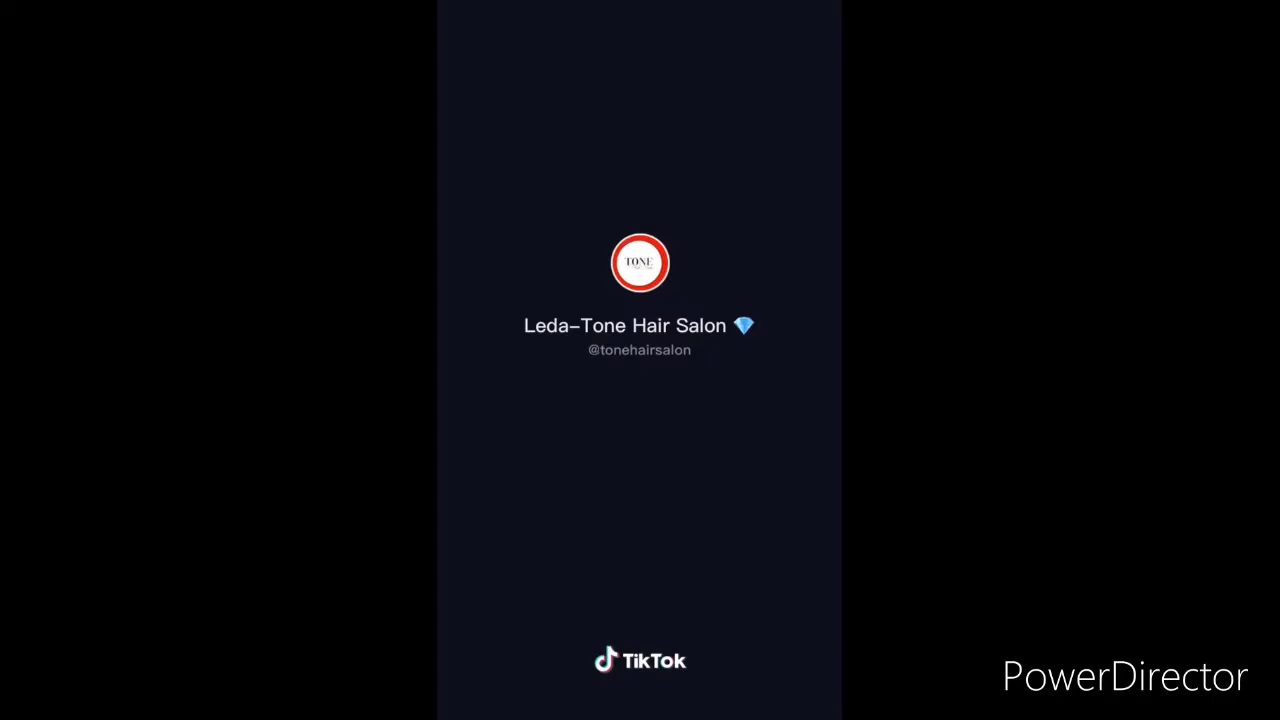 TONE
Leda-Tone Hair Salon 💎
@tonehairsalon
TikTok
PowerDirector